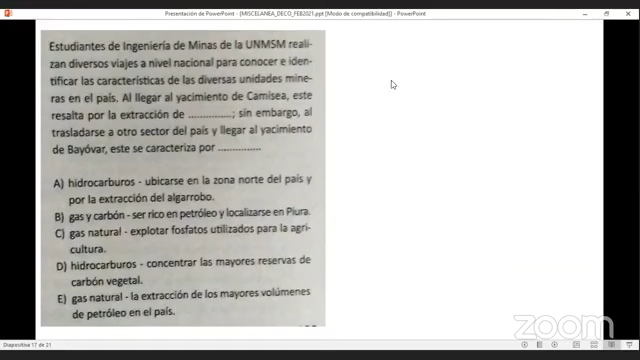 Presentación de PowerPoint - [MISCELANEA_DECO_FEB2021.ppt [Modo de compatibilidad]] - PowerPoint
Estudiantes de Ingeniería de Minas de la UNMSM reali-
zan diversos viajes a nivel nacional para conocer e iden-
tificar las características de las diversas unidades mine-
ras en el país. Al llegar al yacimiento de Camisea, este
resalta por la extracción de ..............; sin embargo, al
trasladarse a otro sector del país y llegar al yacimiento
de Bayóvar, este se caracteriza por ..............
A) hidrocarburos - ubicarse en la zona norte del país y
por la extracción del algarrobo.
B) gas y carbón - ser rico en petróleo y localizarse en Piura.
C) gas natural - explotar fosfatos utilizados para la agri-
cultura.
D) hidrocarburos - concentrar las mayores reservas de
carbón vegetal.
E) gas natural - la extracción de los mayores volúmenes
de petróleo en el país.
zoom
Diapositiva 17 de 21